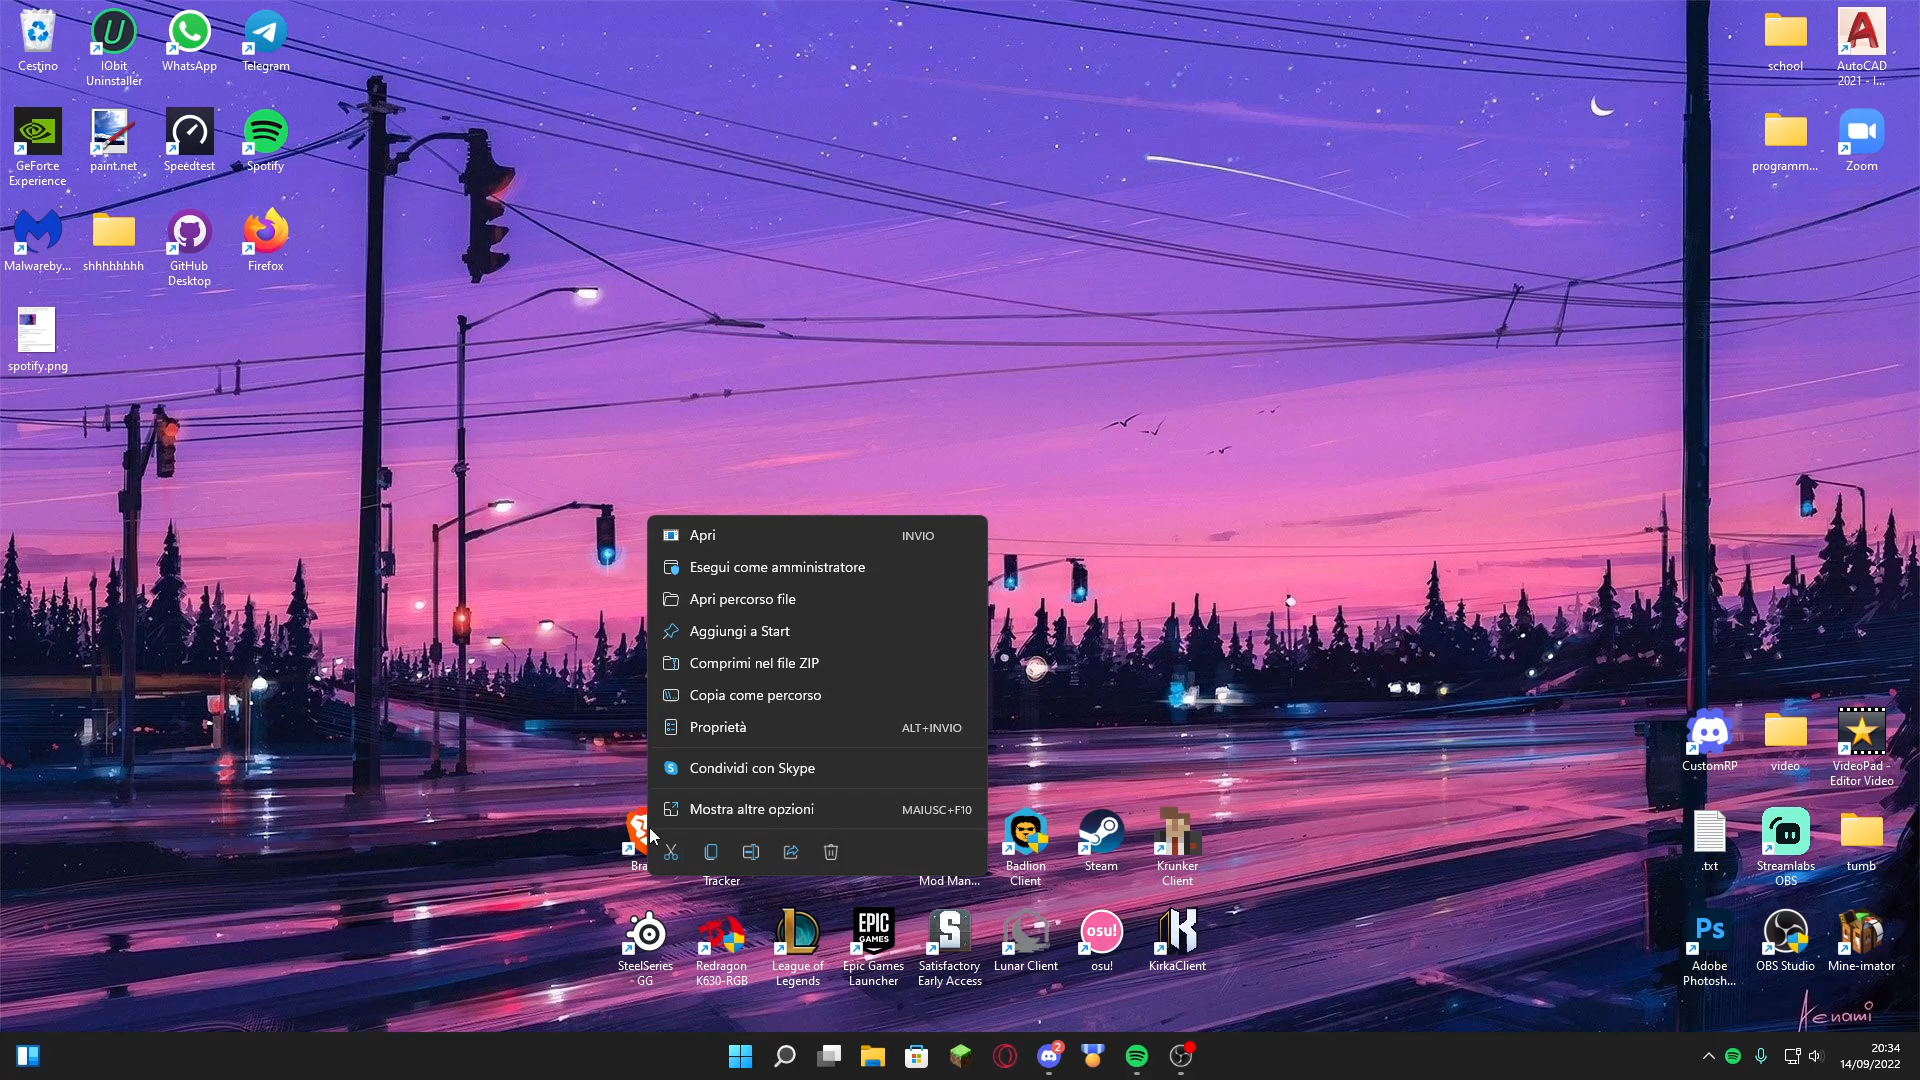 Cestino
IObit
Uninstaller
WhatsApp
Telegram
school
AutoCAD
2021 - I...
GeForce
Experience
paint.net
Speedtest
Spotify
programm...
Zoom
Malwareby...
shhhhhhhh
GitHub
Desktop
Firefox
spotify.png
Apri INVIO
Esegui come amministratore
Apri percorso file
Aggiungi a Start
Comprimi nel file ZIP
Copia come percorso
Proprietà ALT+INVIO
Condividi con Skype
Mostra altre opzioni MAIUSC+F10
CustomRP
video
VideoPad -
Editor Video
Bra
Tracker
Mod Man...
Badlion
Client
Steam
Krunker
Client
.txt
Streamlabs
OBS
tumb
SteelSeries
- GG
Redragon
K630-RGB
League of
Legends
EPIC
GAMES
Epic Games
Launcher
Satisfactory
Early Access
Lunar Client
osu!
osu!
KirkaClient
Ps
Adobe
Photosh...
OBS Studio
Mine-imator
Aenami
2
20:34
14/09/2022